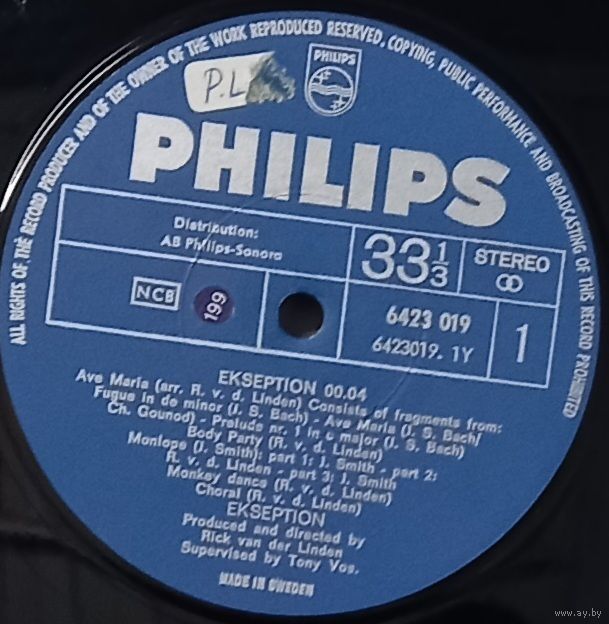 ALL RIGHTS OF THE RECORD PRODUCER AND OF THE OWNER OF THE WORK REPRODUCED RESERVED. COPYING, PUBLIC PERFORMANCE AND BROADCASTING OF THIS RECORD PROHIBITED
PHILIPS
P.L
PHILIPS
Distribution:
AB Philips-Sonora
33 1/3
STEREO
NCB
199
6423 019
6423019. 1Y
1
EKSEPTION 00.04
Ave Maria (arr. R. v. d. Linden) Consists of fragments from:
Fugue in de minor (J. S. Bach) - Ave Maria (J. S. Bach/
Ch. Gounod) - Prelude nr. 1 in c major (J. S. Bach)
Body Party (R. v. d. Linden)
Monlope (J. Smith): part 1: J. Smith - part 2:
R. v. d. Linden - part 3: J. Smith
Monkey dance (R. v. d. Linden)
Choral (R. v. d. Linden)
EKSEPTION
Produced and directed by
Rick van der Linden
Supervised by Tony Vos.
MADE IN SWEDEN
www.ay.by